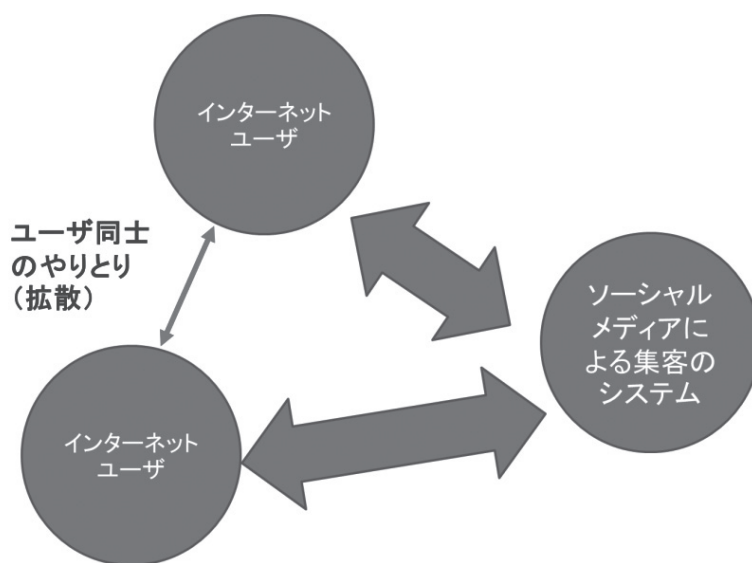 インターネット
ユーザ
ユーザ同士
のやりとり
（拡散）
ソーシャル
メディアに
よる集客の
システム
インターネット
ユーザ